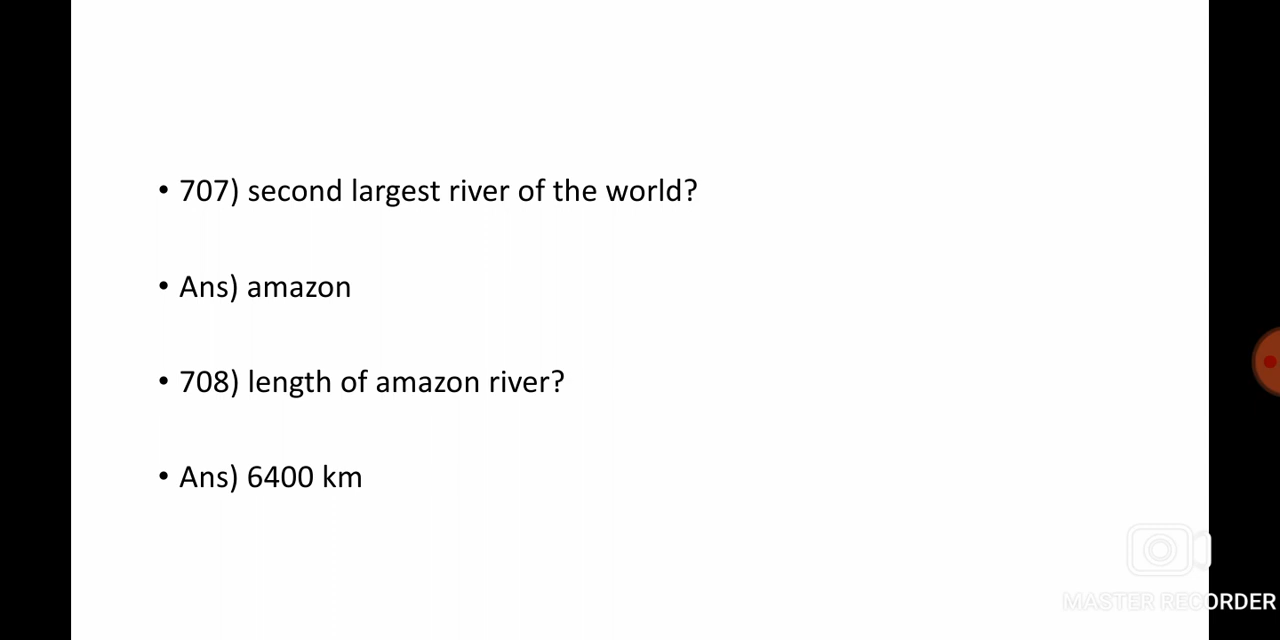 • 707) second largest river of the world?
• Ans) amazon
• 708) length of amazon river?
• Ans) 6400 km
MASTER RECORDER